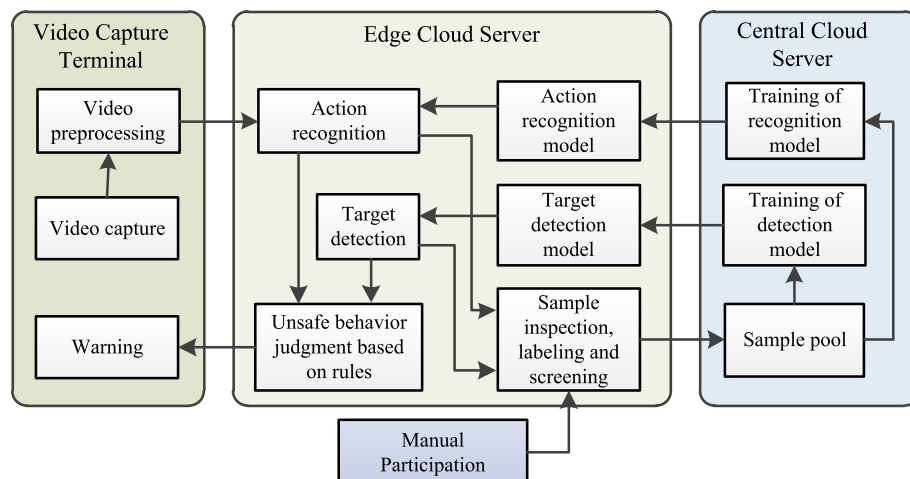 Video Capture
Terminal
Video
preprocessing
Video capture
Warning
Edge Cloud Server
Action
recognition
Action
recognition
model
Target
detection
Target
detection
model
Unsafe behavior
judgment based
on rules
Sample
inspection,
labeling and
screening
Central Cloud
Server
Training of
recognition
model
Training of
detection
model
Sample pool
Manual
Participation